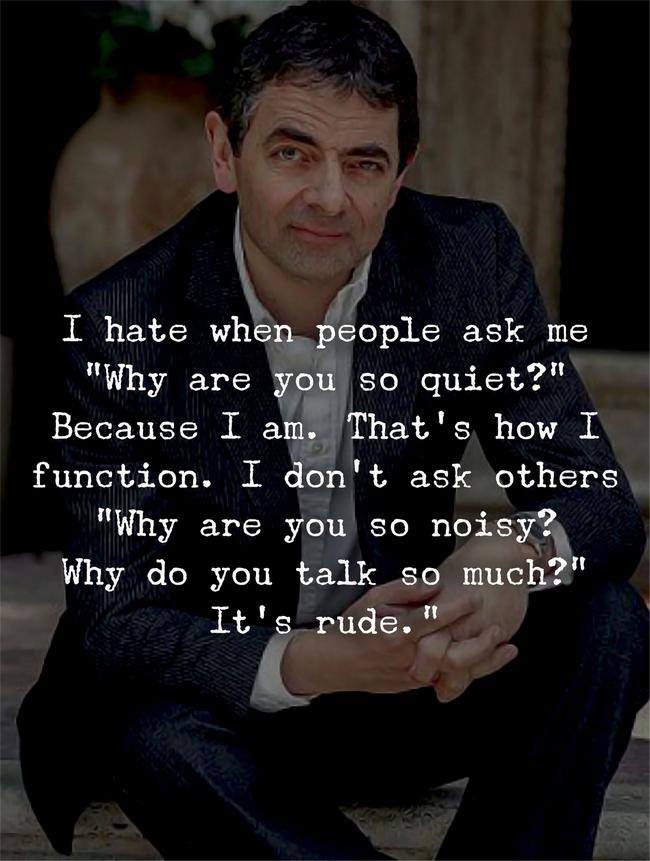 I hate when people ask me
"Why are you so quiet?"
Because I am. That's how I
function. I don't ask others
"Why are you so noisy?
Why do you talk so much?"
It's rude."